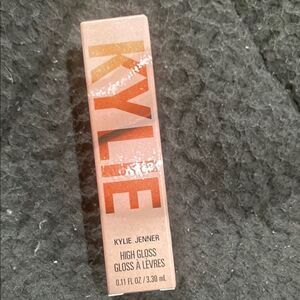 KYLIE
KYLIE JENNER
HIGH GLOSS
GLOSS À LÈVRES
0.11 FL OZ / 3.30 mL